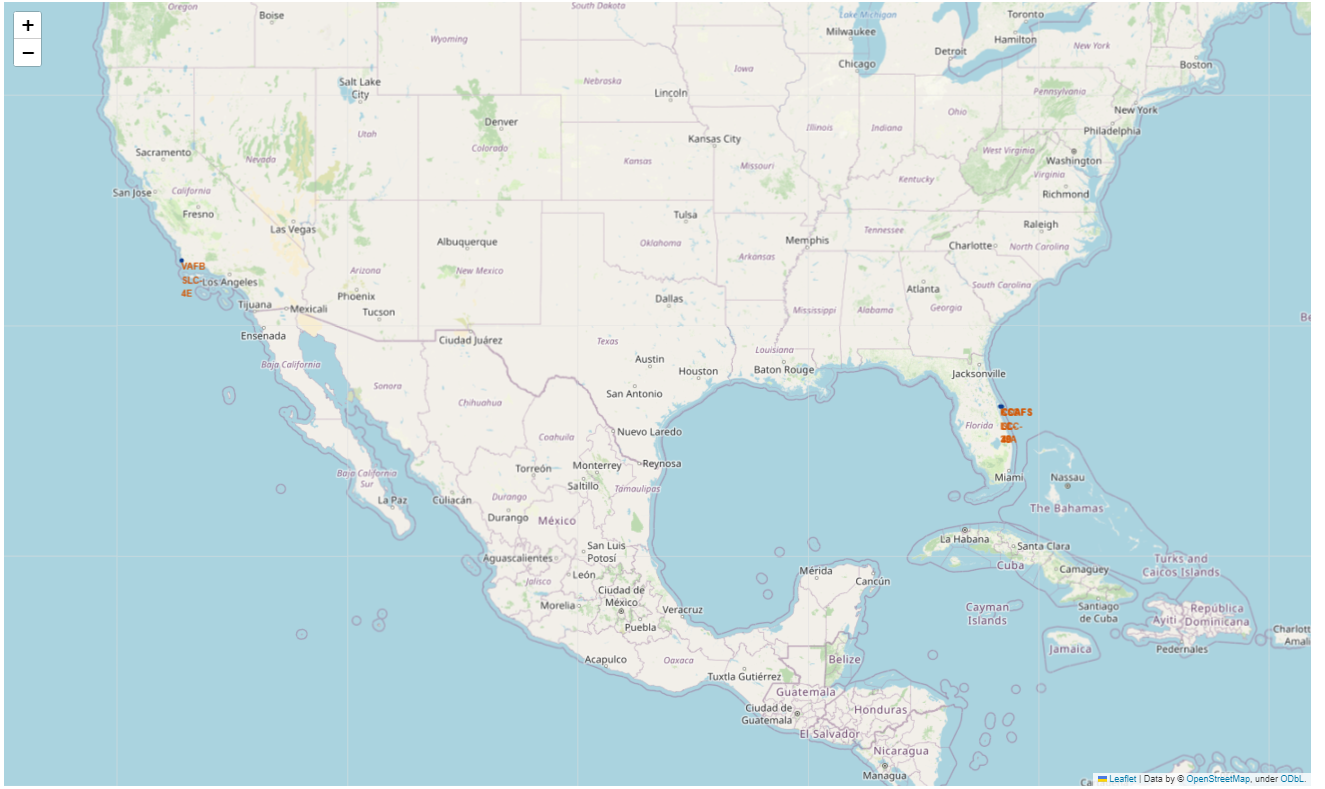 +
−
Oregon
Boise
South Dakota
Lake Michigan
Toronto
Milwaukee
Hamilton
Wyoming
Detroit
New York
Chicago
Boston
Iowa
Salt Lake
City
Nebraska
Lincoln
Pennsylvania
New York
Ohio
Denver
Utah
Illinois
Indiana
Philadelphia
Kansas City
Colorado
Sacramento
Nevada
Kansas
Missouri
West Virginia
Washington
Virginia
San Jose
California
Kentucky
Richmond
Fresno
Las Vegas
Tulsa
Raleigh
Albuquerque
Oklahoma
Memphis
Tennessee
Charlotte
North Carolina
VAFB
SLC-
4E
Los Angeles
Arizona
New Mexico
Arkansas
Phoenix
Tucson
Dallas
Atlanta
South Carolina
Tijuana
Mexicali
Mississippi
Alabama
Georgia
Ensenada
Ciudad Juárez
Texas
Louisiana
Baja California
Austin
Houston
Baton Rouge
Jacksonville
Sonora
San Antonio
Chihuahua
Florida
Nuevo Laredo
Coahuila
Torreón
Monterrey
Reynosa
Baja California
Sur
Saltillo
Tamaulipas
Miami
Nassau
La Paz
Culiacán
Durango
Durango
México
The Bahamas
La Habana
Santa Clara
San Luis
Potosí
Aguascalientes
Cuba
Camaguey
Turks and
Caicos Islands
León
Jalisco
Mérida
Cancún
Ciudad de
México
Morelia
Veracruz
Puebla
Cayman
Islands
Santiago
de Cuba
Ayiti
República
Dominicana
Jamaica
Pedernales
Acapulco
Oaxaca
Belize
Tuxtla Gutiérrez
Guatemala
Ciudad de
Guatemala
Honduras
El Salvador
Nicaragua
Managua
Leaflet | Data by © OpenStreetMap, under ODbL.